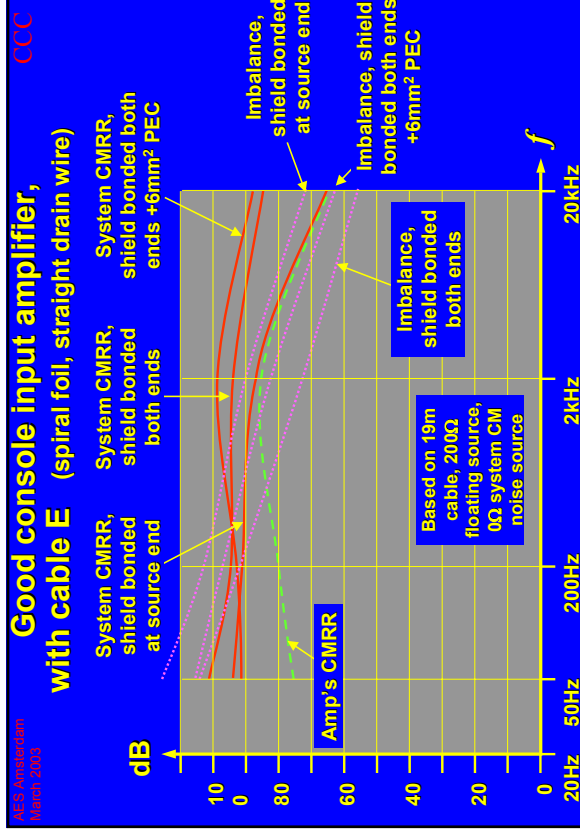 AES Amsterdam
March 2003
CCC
Good console input amplifier,
with cable E (spiral foil, straight drain wire)
System CMRR,
shield bonded
at source end
System CMRR,
shield bonded
both ends
System CMRR,
shield bonded both
ends +6mm² PEC
Imbalance,
shield bonded
at source end
Imbalance, shield
bonded both ends
+6mm² PEC
Imbalance,
shield bonded
both ends
Amp's CMRR
Based on 19m
cable, 200Ω
floating source,
0Ω system CM
noise source
dB
10
0
80
60
40
20
0
20Hz
50Hz
200Hz
2kHz
20kHz
f